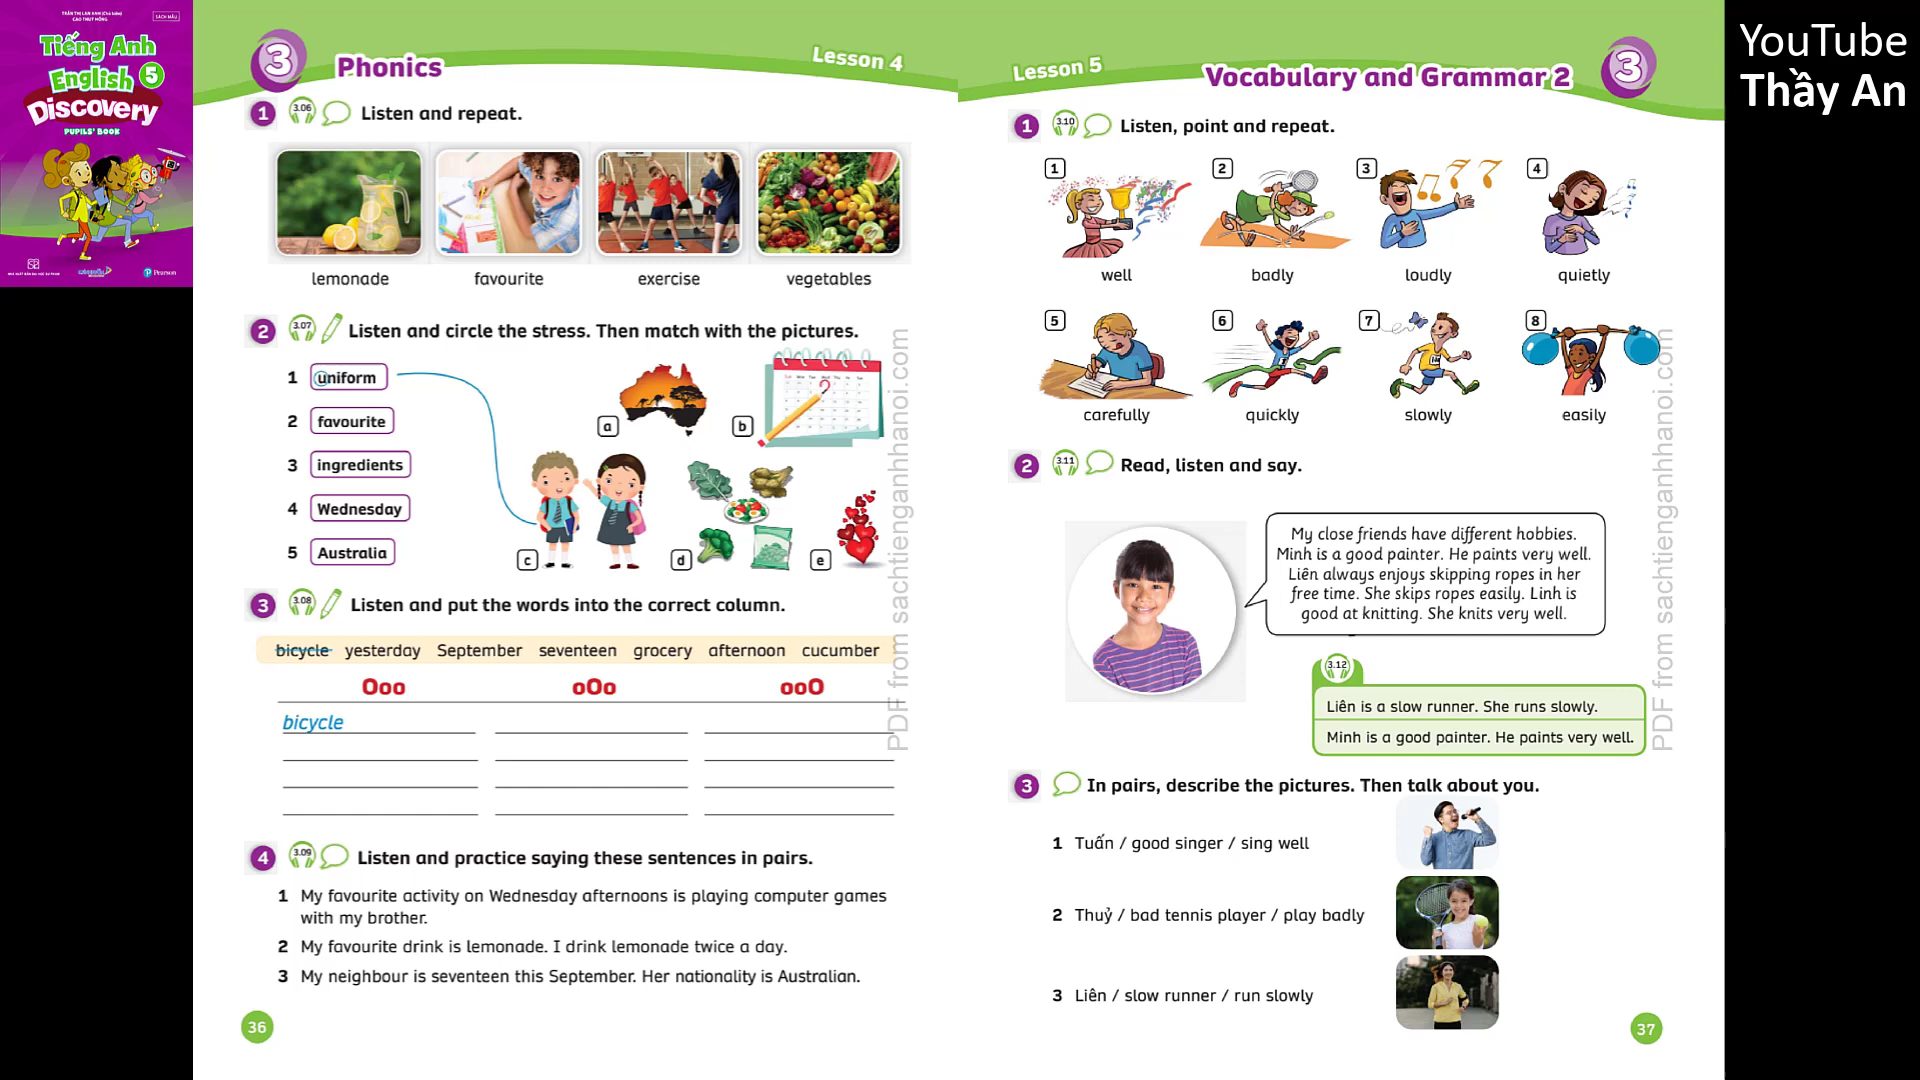 TRẦN THỊ LAN ANH (Chủ biên)
CAO THUÝ HỒNG
SÁCH MẪU
Tiếng Anh
English 5
Discovery
PUPILS' BOOK
Pearson
3 Phonics
Lesson 4
1 3.06 Listen and repeat.
lemonade favourite exercise vegetables
2 3.07 Listen and circle the stress. Then match with the pictures.
1 uniform
2 favourite
3 ingredients
4 Wednesday
5 Australia
a
b
c
d
e
3 3.08 Listen and put the words into the correct column.
bicycle yesterday September seventeen grocery afternoon cucumber
Ooo oOo ooO
bicycle
4 3.09 Listen and practice saying these sentences in pairs.
1 My favourite activity on Wednesday afternoons is playing computer games
with my brother.
2 My favourite drink is lemonade. I drink lemonade twice a day.
3 My neighbour is seventeen this September. Her nationality is Australian.
36
PDF from sachtienganhhanoi.com
Lesson 5
Vocabulary and Grammar 2 3
1 3.10 Listen, point and repeat.
1 2 3 4
well badly loudly quietly
5 6 7 8
carefully quickly slowly easily
2 3.11 Read, listen and say.
My close friends have different hobbies.
Minh is a good painter. He paints very well.
Liên always enjoys skipping ropes in her
free time. She skips ropes easily. Linh is
good at knitting. She knits very well.
3.12
Liên is a slow runner. She runs slowly.
Minh is a good painter. He paints very well.
3 In pairs, describe the pictures. Then talk about you.
1 Tuấn / good singer / sing well
2 Thuỷ / bad tennis player / play badly
3 Liên / slow runner / run slowly
37
PDF from sachtienganhhanoi.com
YouTube
Thầy An